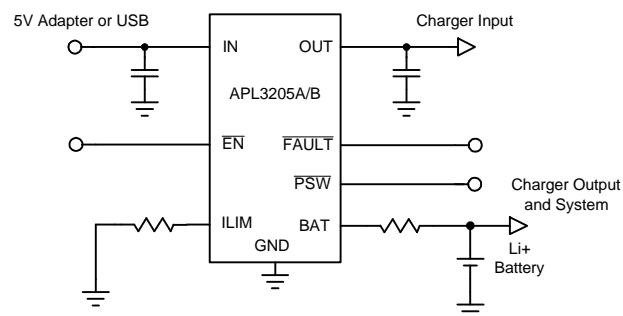 5V Adapter or USB
Charger Input
IN
OUT
APL3205A/B
EN
FAULT
PSW
Charger Output
and System
ILIM
BAT
GND
Li+
Battery